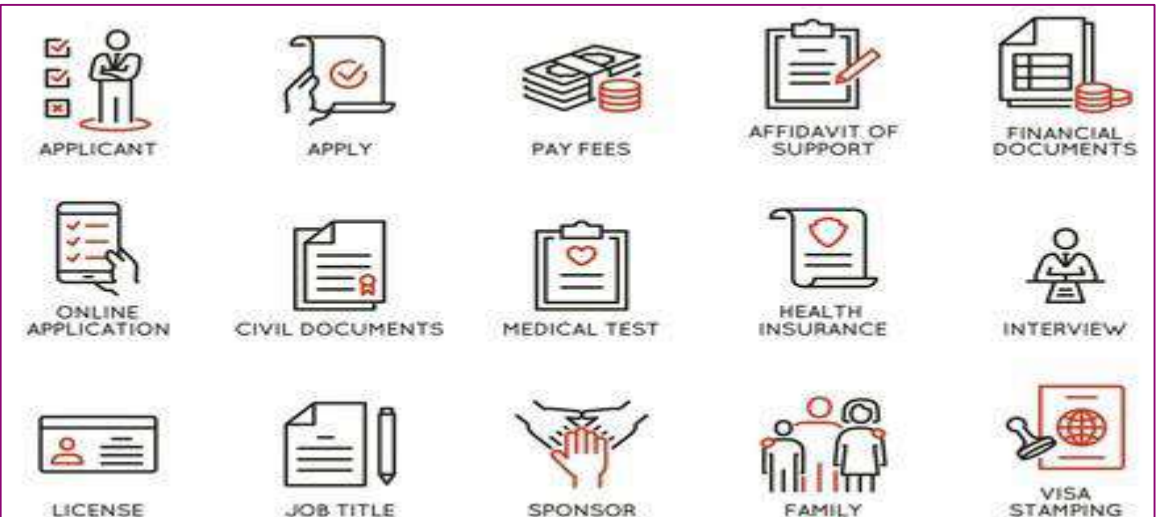 APPLICANT
APPLY
PAY FEES
AFFIDAVIT OF
SUPPORT
FINANCIAL
DOCUMENTS
ONLINE
APPLICATION
CIVIL DOCUMENTS
MEDICAL TEST
HEALTH
INSURANCE
INTERVIEW
LICENSE
JOB TITLE
SPONSOR
FAMILY
VISA
STAMPING